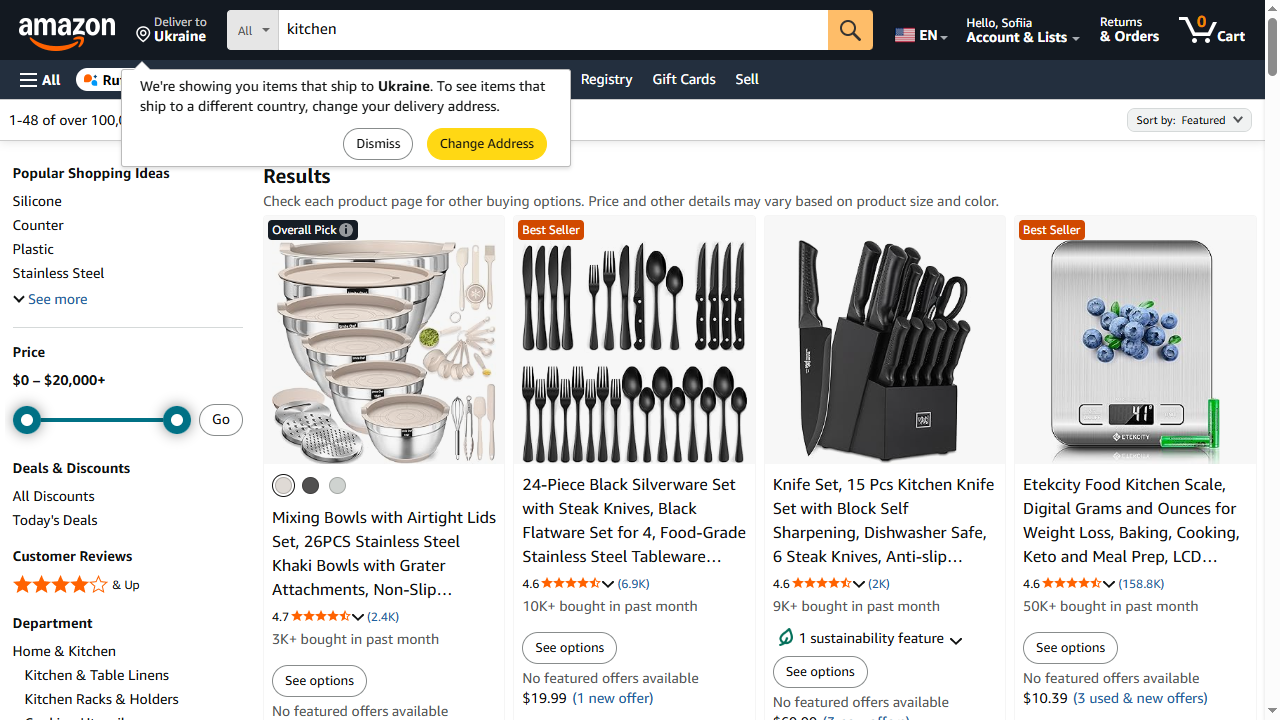 amazon
Deliver to
Ukraine
All
kitchen
EN
Hello, Sofiia
Account & Lists
Returns
& Orders
0
Cart
All
Ru
Registry
Gift Cards
Sell
We're showing you items that ship to Ukraine. To see items that
ship to a different country, change your delivery address.
Dismiss
Change Address
1-48 of over 100,0
Sort by: Featured
Popular Shopping Ideas
Silicone
Counter
Plastic
Stainless Steel
See more
Price
$0 – $20,000+
Go
Deals & Discounts
All Discounts
Today's Deals
Customer Reviews
& Up
Department
Home & Kitchen
Kitchen & Table Linens
Kitchen Racks & Holders
Results
Check each product page for other buying options. Price and other details may vary based on product size and color.
Overall Pick
Mixing Bowls with Airtight Lids
Set, 26PCS Stainless Steel
Khaki Bowls with Grater
Attachments, Non-Slip…
4.7 (2.4K)
3K+ bought in past month
See options
No featured offers available
Best Seller
24-Piece Black Silverware Set
with Steak Knives, Black
Flatware Set for 4, Food-Grade
Stainless Steel Tableware…
4.6 (6.9K)
10K+ bought in past month
See options
No featured offers available
$19.99 (1 new offer)
Knife Set, 15 Pcs Kitchen Knife
Set with Block Self
Sharpening, Dishwasher Safe,
6 Steak Knives, Anti-slip…
4.6 (2K)
9K+ bought in past month
1 sustainability feature
See options
No featured offers available
Best Seller
41°
ETEKCITY
Etekcity Food Kitchen Scale,
Digital Grams and Ounces for
Weight Loss, Baking, Cooking,
Keto and Meal Prep, LCD…
4.6 (158.8K)
50K+ bought in past month
See options
No featured offers available
$10.39 (3 used & new offers)